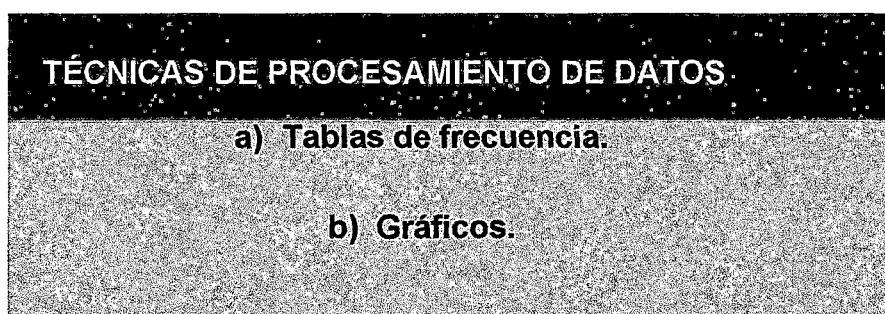 TÉCNICAS DE PROCESAMIENTO DE DATOS
a) Tablas de frecuencia.
b) Gráficos.